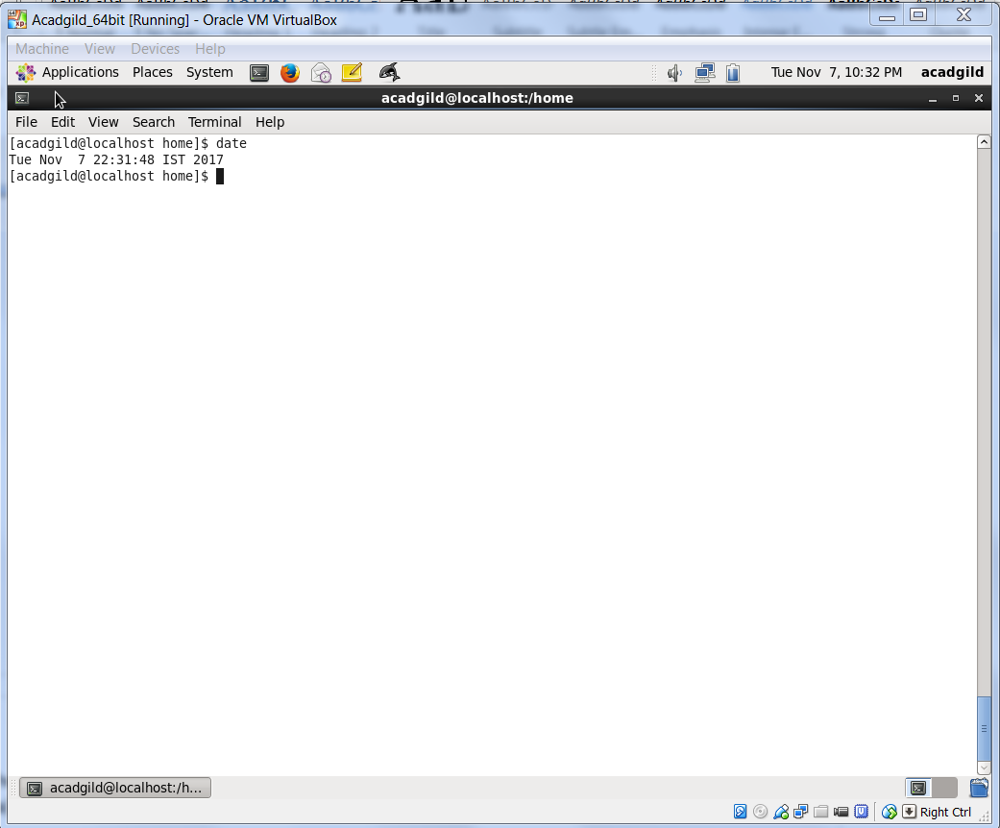 Acadgild_64bit [Running] - Oracle VM VirtualBox
Machine View Devices Help
Applications Places System Tue Nov  7, 10:32 PM acadgild
acadgild@localhost:/home
File Edit View Search Terminal Help
[acadgild@localhost home]$ date
Tue Nov  7 22:31:48 IST 2017
[acadgild@localhost home]$
acadgild@localhost:/h...
Right Ctrl